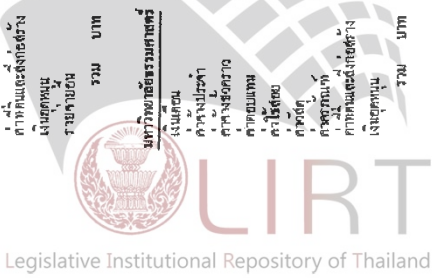 ค่าที่ดินและสิ่งก่อสร้าง
เงินอุดหนุน
รายจ่ายอื่น
รวม บาท
มหาวิทยาลัยธรรมศาสตร์
เงินเดือน
ค่าจ้างประจำ
ค่าจ้างชั่วคราว
ค่าตอบแทน
ค่าใช้สอย
ค่าวัสดุ
ค่าครุภัณฑ์
ค่าที่ดินและสิ่งก่อสร้าง
เงินอุดหนุน
รวม บาท
LIRT
Legislative Institutional Repository of Thailand